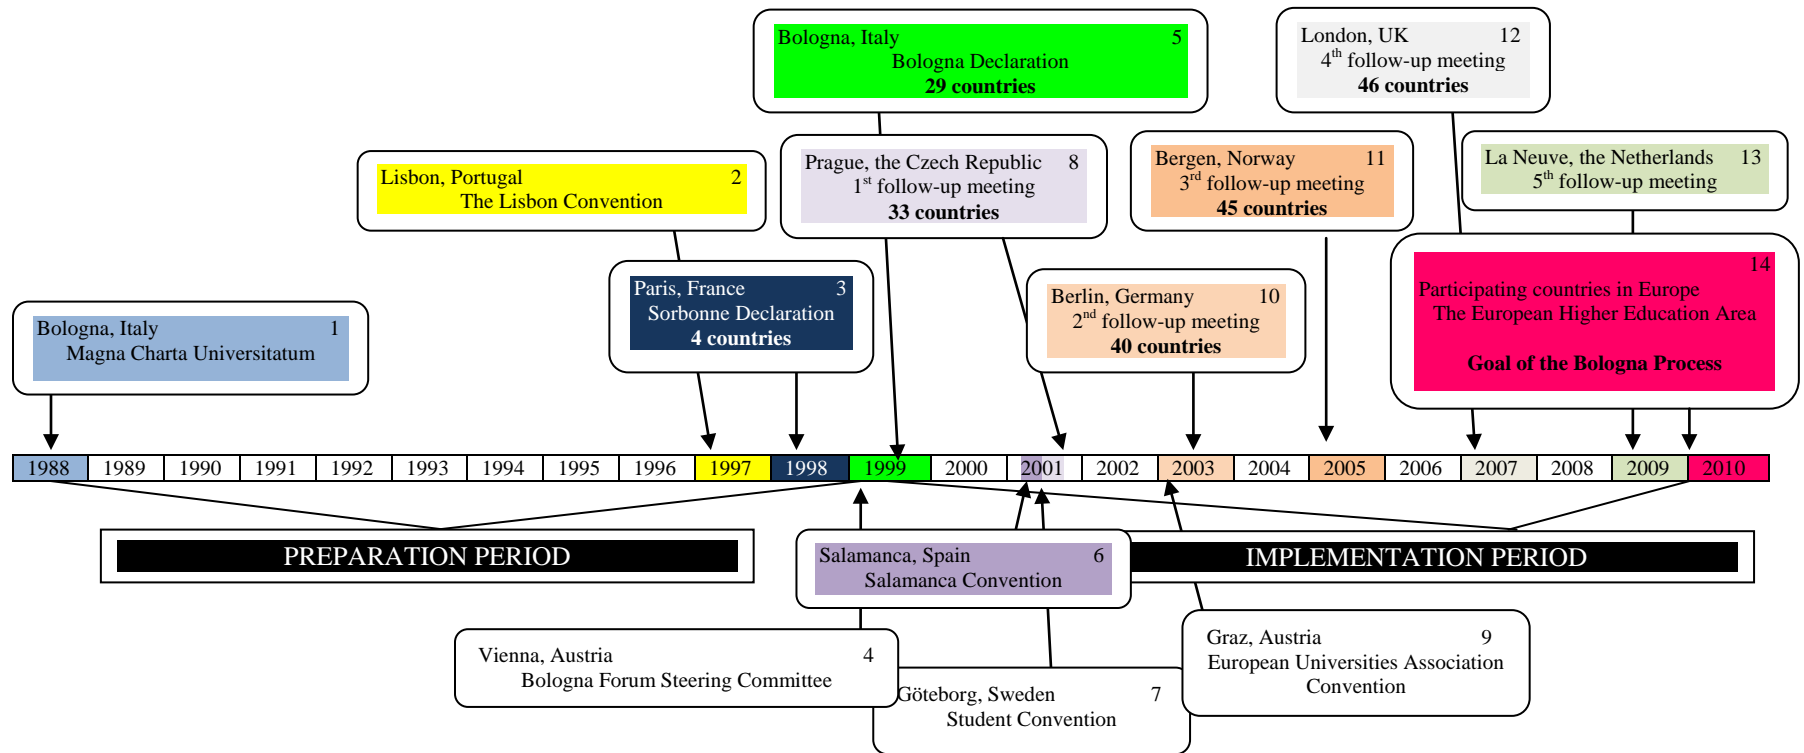 Bologna, Italy 5
Bologna Declaration
29 countries
London, UK 12
4th follow-up meeting
46 countries
Lisbon, Portugal 2
The Lisbon Convention
Prague, the Czech Republic 8
1st follow-up meeting
33 countries
Bergen, Norway 11
3rd follow-up meeting
45 countries
La Neuve, the Netherlands 13
5th follow-up meeting
Bologna, Italy 1
Magna Charta Universitatum
Paris, France 3
Sorbonne Declaration
4 countries
Berlin, Germany 10
2nd follow-up meeting
40 countries
14
Participating countries in Europe
The European Higher Education Area
Goal of the Bologna Process
1988 1989 1990 1991 1992 1993 1994 1995 1996 1997 1998 1999 2000 2001 2002 2003 2004 2005 2006 2007 2008 2009 2010
PREPARATION PERIOD
Salamanca, Spain 6
Salamanca Convention
IMPLEMENTATION PERIOD
Vienna, Austria 4
Bologna Forum Steering Committee
Göteborg, Sweden 7
Student Convention
Graz, Austria 9
European Universities Association
Convention